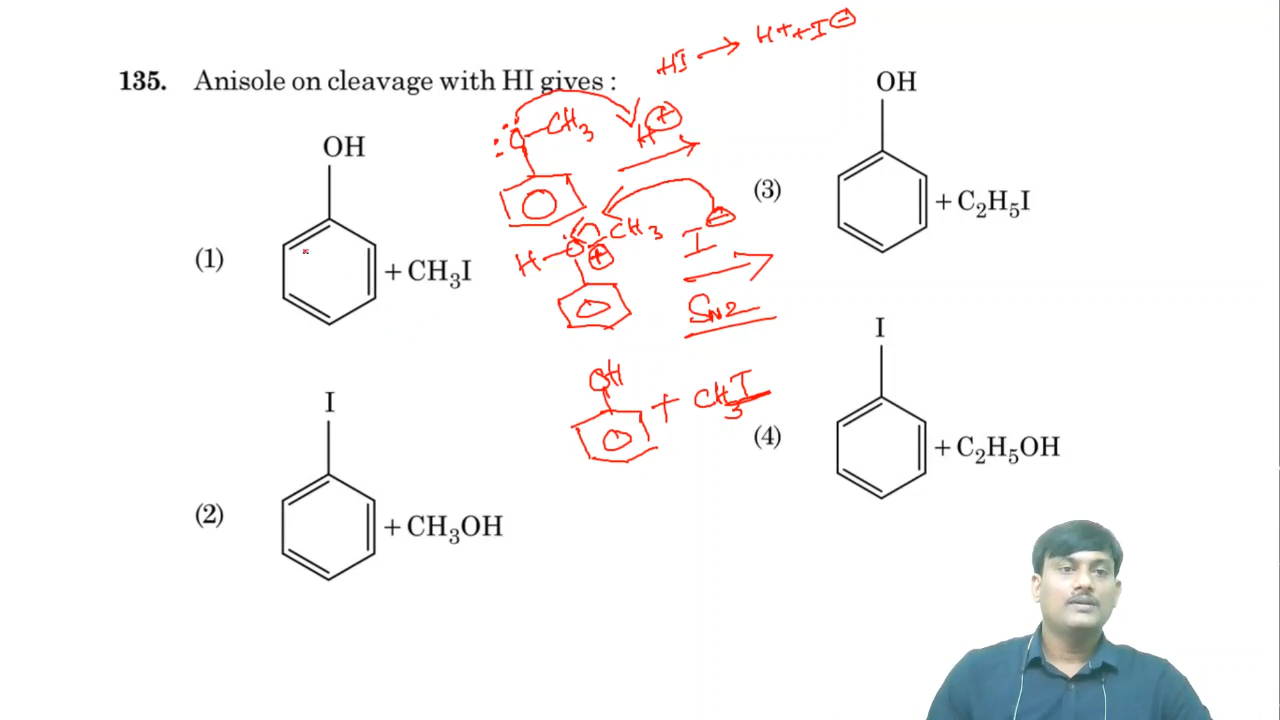 135. Anisole on cleavage with HI gives :
HI → H+ + I⊖
(1)
OH
+ CH₃I
(2)
I
+ CH₃OH
(3)
OH
+ C₂H₅I
(4)
I
+ C₂H₅OH
O–CH₃
H⊕
H–O CH₃
⊕
I⊖
SN2
OH
+ CH₃I